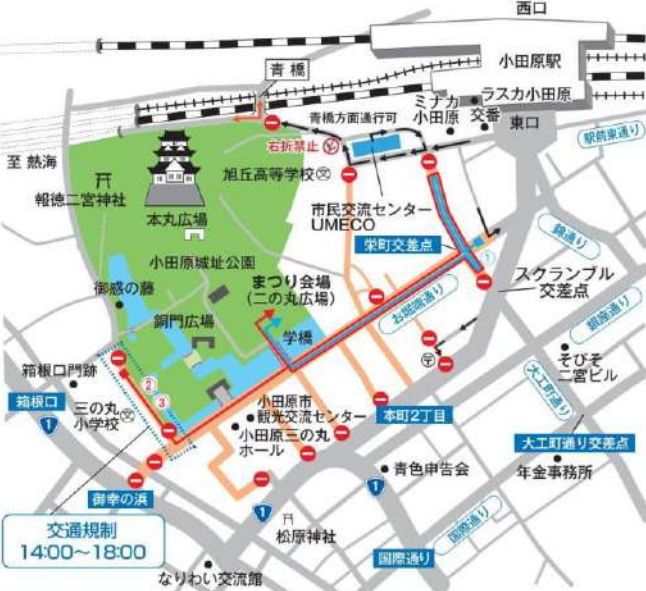 西口
小田原駅
青橋
ミナカ
小田原
ラスカ小田原
交番
東口
駅前東通り
青橋方面通行可
右折禁止
至 熱海
旭丘高等学校
文
報徳二宮神社
本丸広場
市民交流センター
UMECO
栄町交差点
錦通り
小田原城址公園
まつり会場
(二の丸広場)
スクランブル
交差点
御感の藤
お堀端通り
銀座通り
銅門広場
学橋
そびそ
二宮ビル
箱根口門跡
大工町通り
箱根口
1
三の丸
小学校
文
2
3
小田原市
観光交流センター
小田原三の丸
ホール
本町2丁目
大工町通り交差点
年金事務所
青色申告会
御幸の浜
1
1
国際通り
松原神社
交通規制
14:00~18:00
国際通り
なりわい交流館